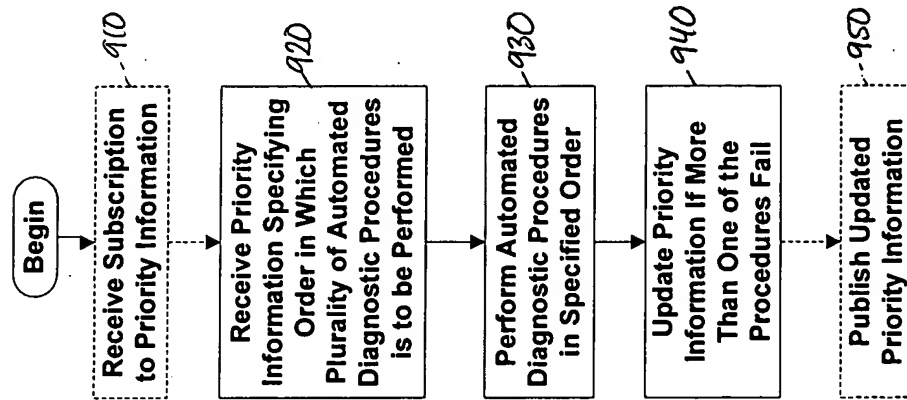 Begin
910
Receive Subscription
to Priority Information
920
Receive Priority
Information Specifying
Order in Which
Plurality of Automated
Diagnostic Procedures
is to be Performed
930
Perform Automated
Diagnostic Procedures
in Specified Order
940
Update Priority
Information If More
Than One of the
Procedures Fail
950
Publish Updated
Priority Information